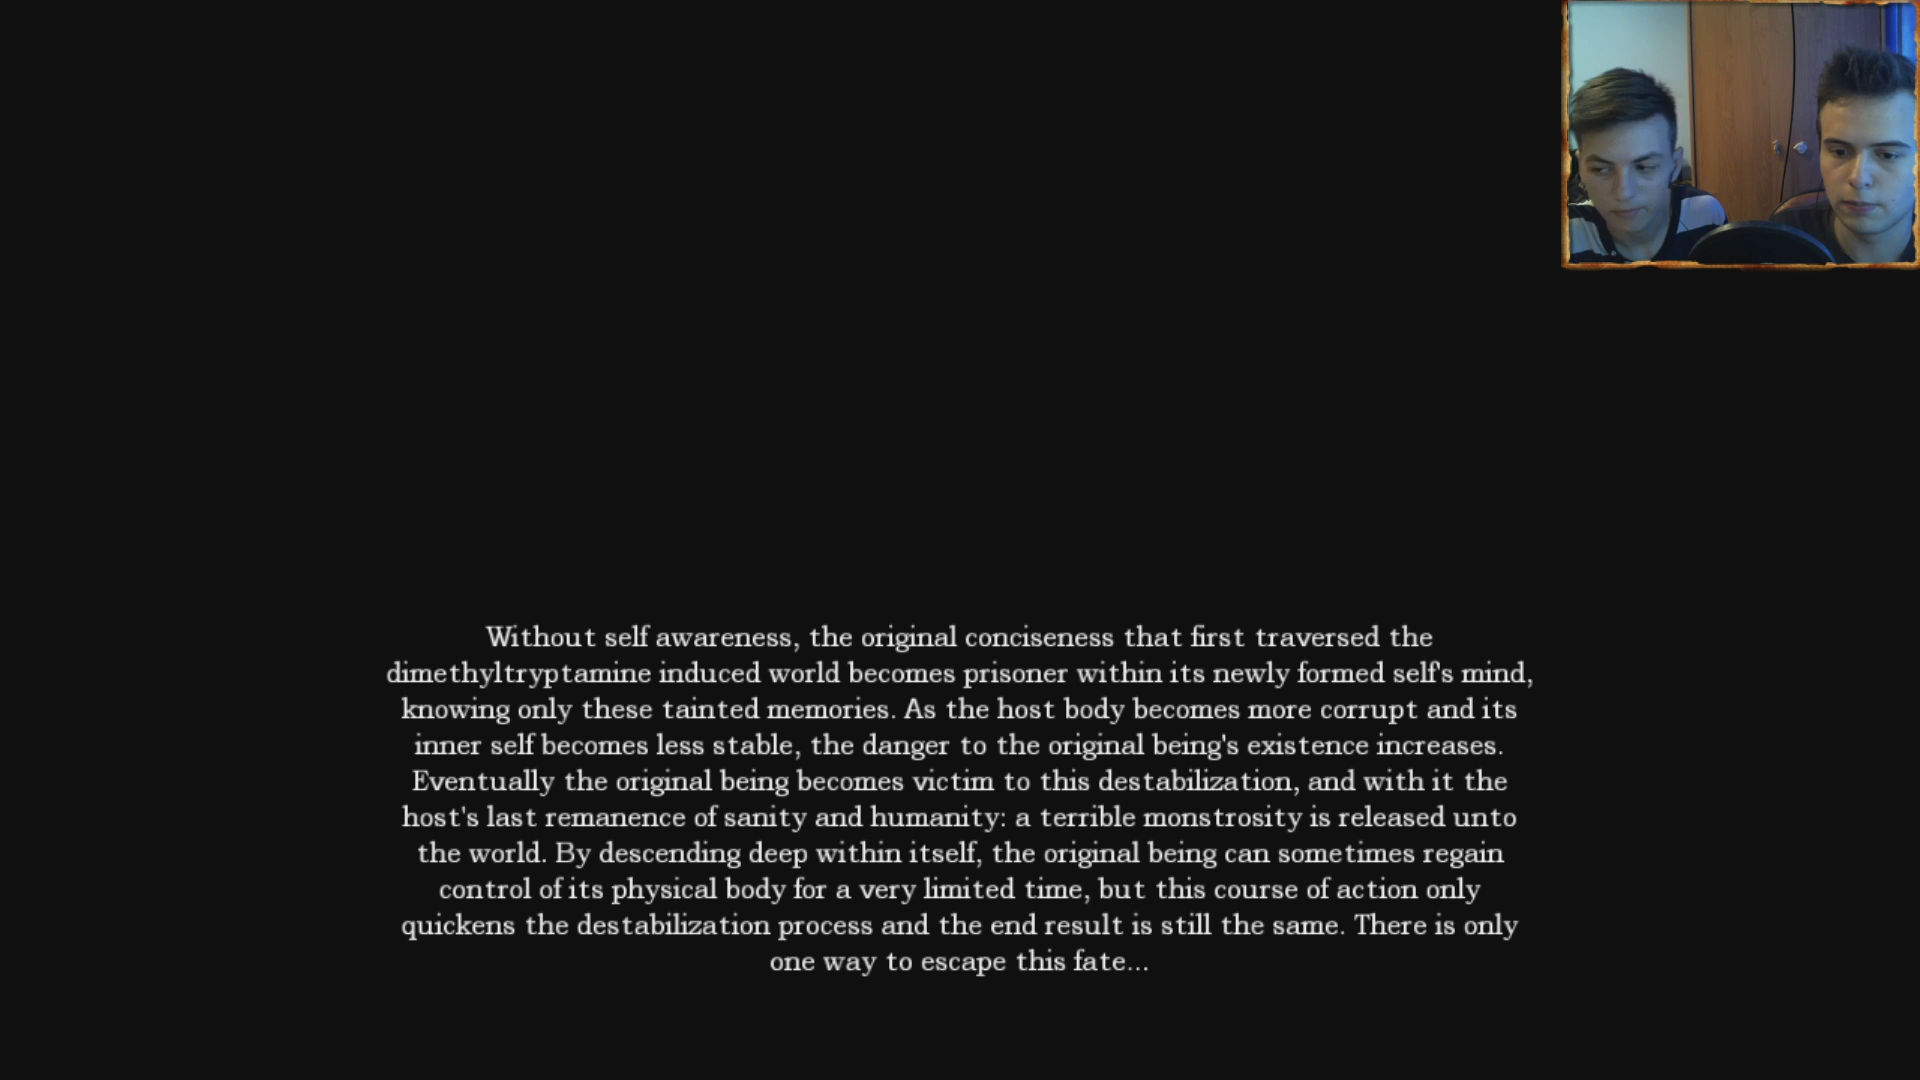 Without self awareness, the original conciseness that first traversed the
dimethyltryptamine induced world becomes prisoner within its newly formed self's mind,
knowing only these tainted memories. As the host body becomes more corrupt and its
inner self becomes less stable, the danger to the original being's existence increases.
Eventually the original being becomes victim to this destabilization, and with it the
host's last remanence of sanity and humanity: a terrible monstrosity is released unto
the world. By descending deep within itself, the original being can sometimes regain
control of its physical body for a very limited time, but this course of action only
quickens the destabilization process and the end result is still the same. There is only
one way to escape this fate...